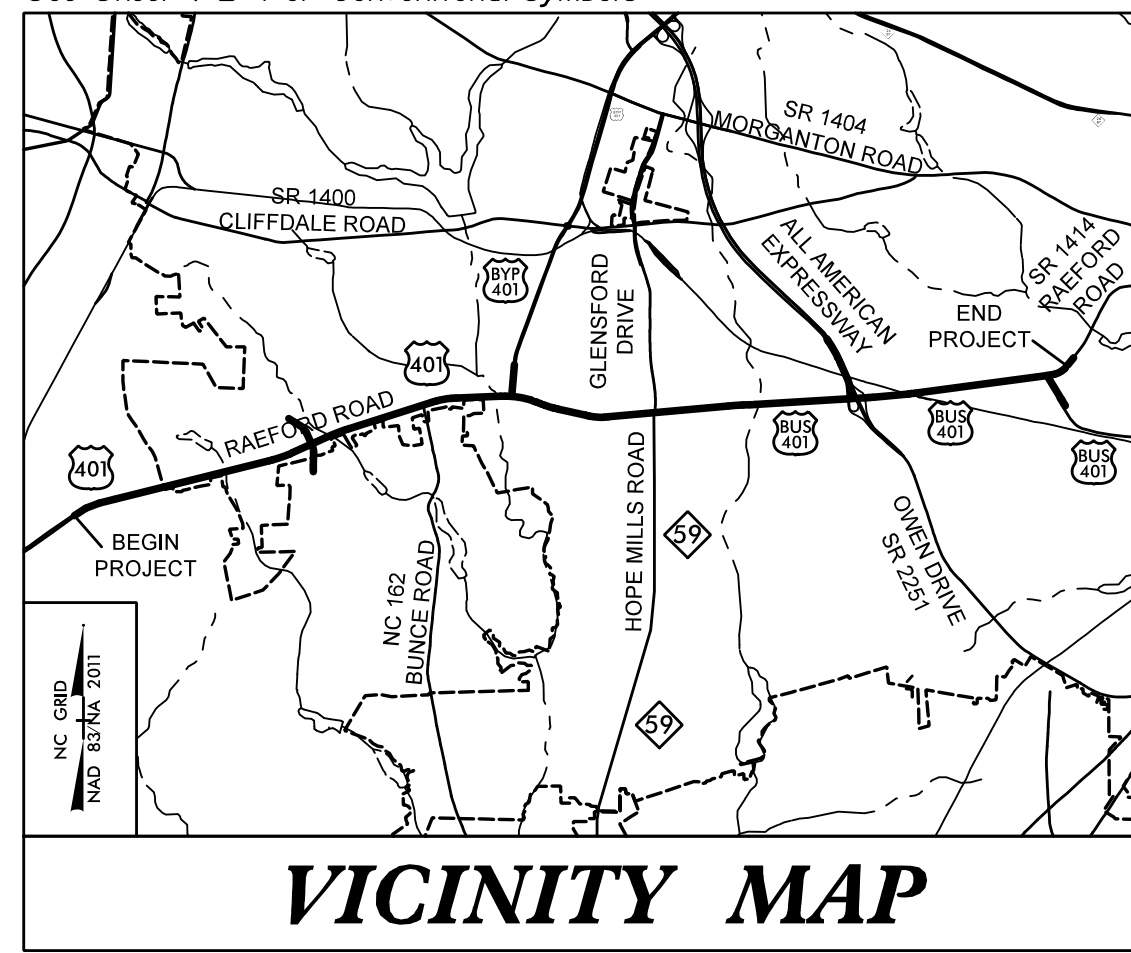 SR 1404
MORGANTON ROAD
SR 1400
CLIFFDALE ROAD
SR 1414
RAEFORD
ROAD
ALL AMERICAN
EXPRESSWAY
BYP
401
GLENSFORD
DRIVE
END
PROJECT
401
RAEFORD ROAD
BUS
401
BUS
401
BUS
401
401
BEGIN
PROJECT
NC 162
BUNCE ROAD
HOPE MILLS ROAD
59
OWEN DRIVE
SR 2251
59
NC GRID
NAD 83/NA 2011
VICINITY MAP